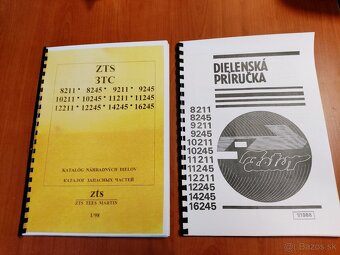 ZTS
ЗТС
8211 • 8245 • 9211 • 9245
10211 • 10245 • 11211 • 11245
12211 • 12245 • 14245 • 16245
KATALÓG NÁHRADNÝCH DIELOV
КАТАЛОГ ЗАПАСНЫХ ЧАСТЕЙ
zts
ZTS TEES MARTIN
1/98
DIELENSKÁ
PRÍRUČKA
8211
8245
9211
9245
10211
10245
11211
11245
12211
12245
14245
16245
bazos.sk